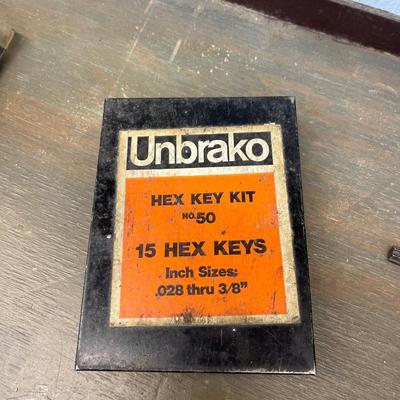 Unbrako
HEX KEY KIT
NO. 50
15 HEX KEYS
Inch Sizes:
.028 thru 3/8"